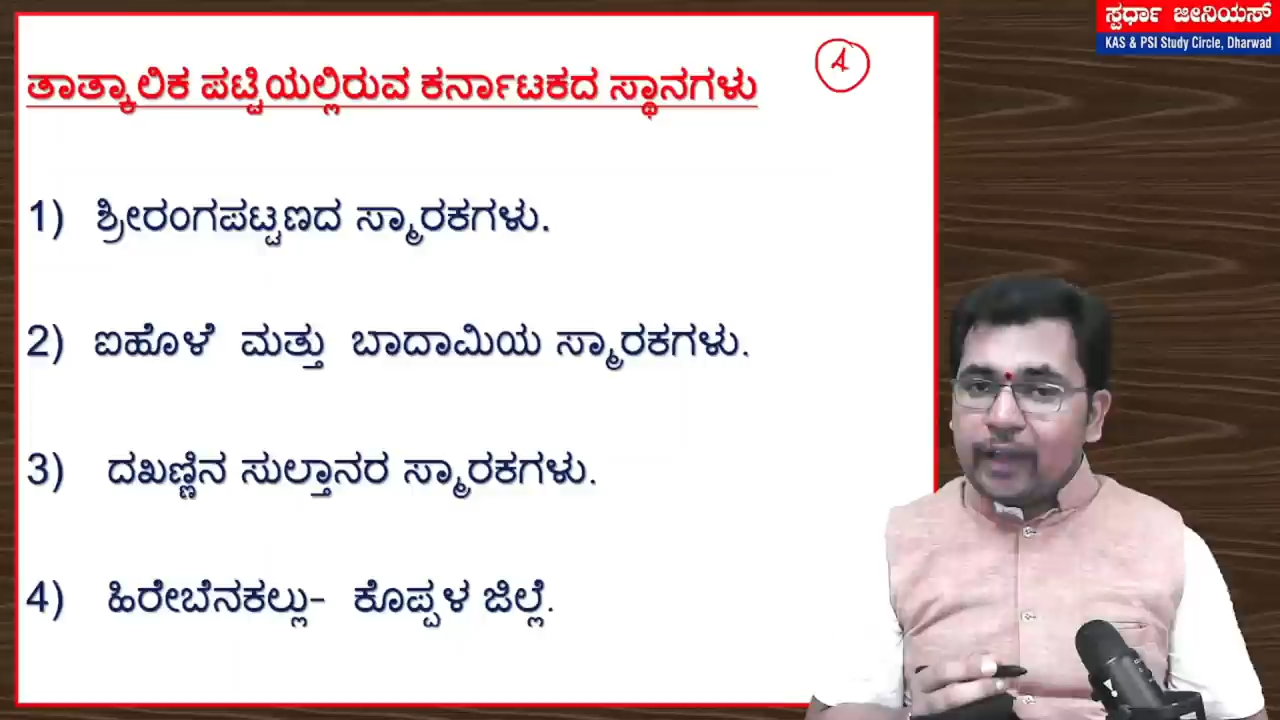 ಸ್ಪರ್ಧಾ ಜೀನಿಯಸ್
KAS & PSI Study Circle, Dharwad
4
ತಾತ್ಕಾಲಿಕ ಪಟ್ಟಿಯಲ್ಲಿರುವ ಕರ್ನಾಟಕದ ಸ್ಥಾನಗಳು
1) ಶ್ರೀರಂಗಪಟ್ಟಣದ ಸ್ಮಾರಕಗಳು.
2) ಐಹೊಳೆ ಮತ್ತು ಬಾದಾಮಿಯ ಸ್ಮಾರಕಗಳು.
3) ದಖಣ್ಣಿನ ಸುಲ್ತಾನರ ಸ್ಮಾರಕಗಳು.
4) ಹಿರೇಬೆನಕಲ್ಲು- ಕೊಪ್ಪಳ ಜಿಲ್ಲೆ.